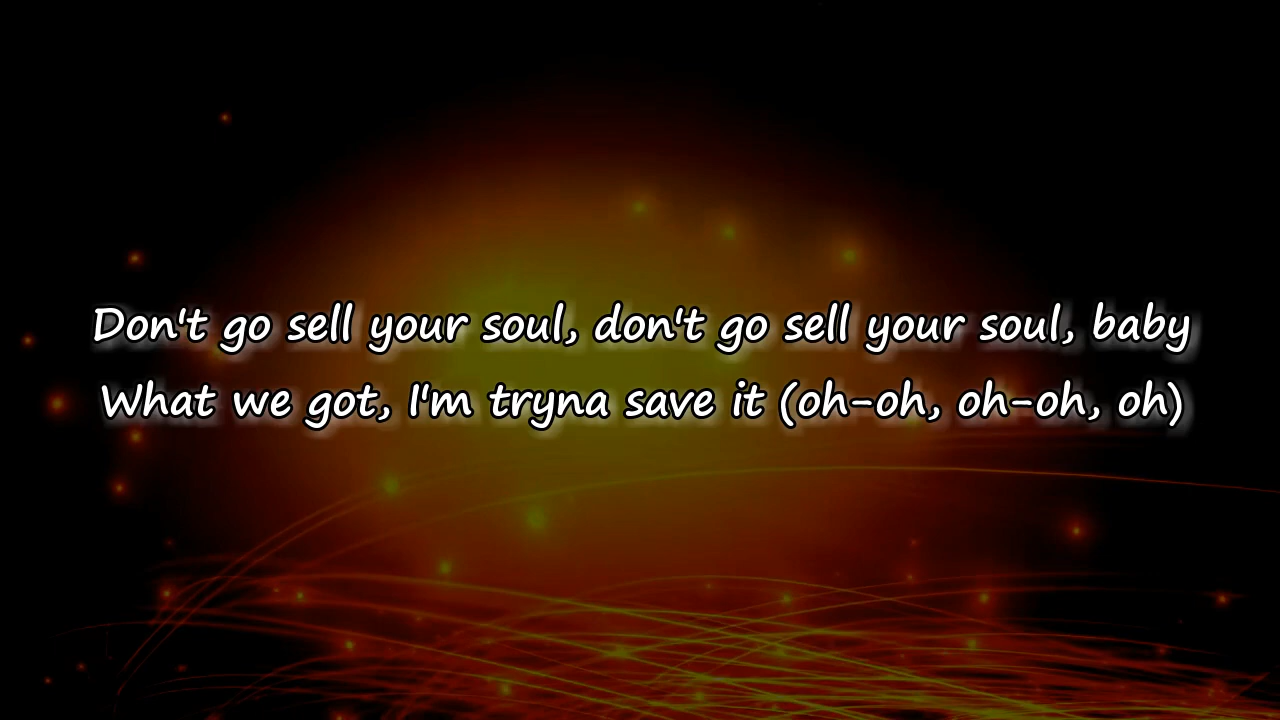 Don't go sell your soul, don't go sell your soul, baby
What we got, I'm tryna save it (oh-oh, oh-oh, oh)